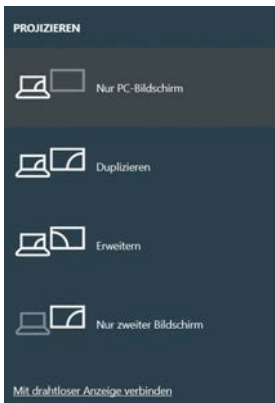 PROJIZIEREN
Nur PC-Bildschirm
Duplizieren
Erweitern
Nur zweiter Bildschirm
Mit drahtloser Anzeige verbinden